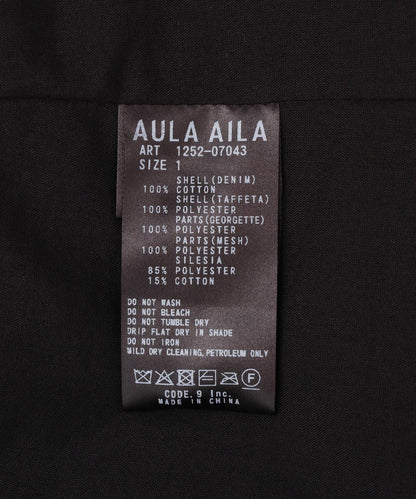 AULA AILA
ART 1252-07043
SIZE 1
SHELL(DENIM)
100% COTTON
SHELL(TAFFETA)
100% POLYESTER
PARTS(GEORGETTE)
100% POLYESTER
PARTS(MESH)
100% POLYESTER
SILESIA
85% POLYESTER
15% COTTON
DO NOT WASH
DO NOT BLEACH
DO NOT TUMBLE DRY
DRIP FLAT DRY IN SHADE
DO NOT IRON
MILD DRY CLEANING, PETROLEUM ONLY
F
CODE.9 Inc.
MADE IN CHINA